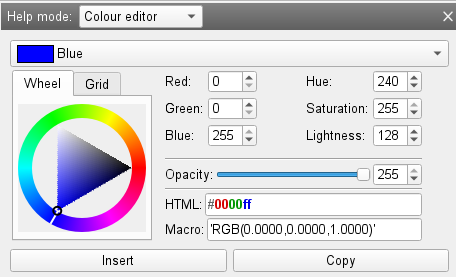 Help mode: Colour editor
Blue
Wheel Grid
Red: 0 Hue: 240
Green: 0 Saturation: 255
Blue: 255 Lightness: 128
Opacity: 255
HTML: #0000ff
Macro: 'RGB(0.0000,0.0000,1.0000)'
Insert Copy